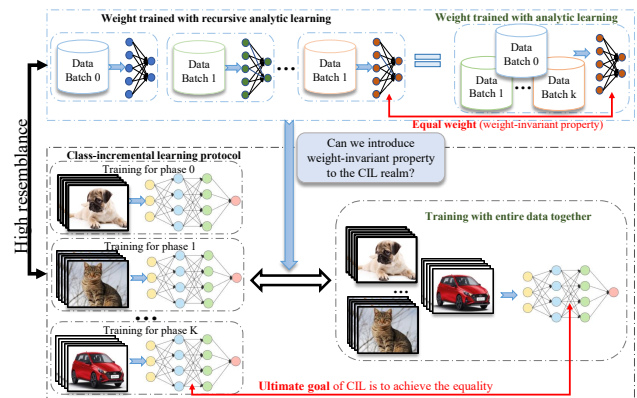 Weight trained with recursive analytic learning
Weight trained with analytic learning
Data
Batch 0
Data
Batch 1
Data
Batch 1
Data
Batch 0
Data
Batch 1
Data
Batch k
Equal weight (weight-invariant property)
High resemblance
Can we introduce
weight-invariant property
to the CIL realm?
Class-incremental learning protocol
Training for phase 0
Training for phase 1
Training for phase K
Training with entire data together
Ultimate goal of CIL is to achieve the equality